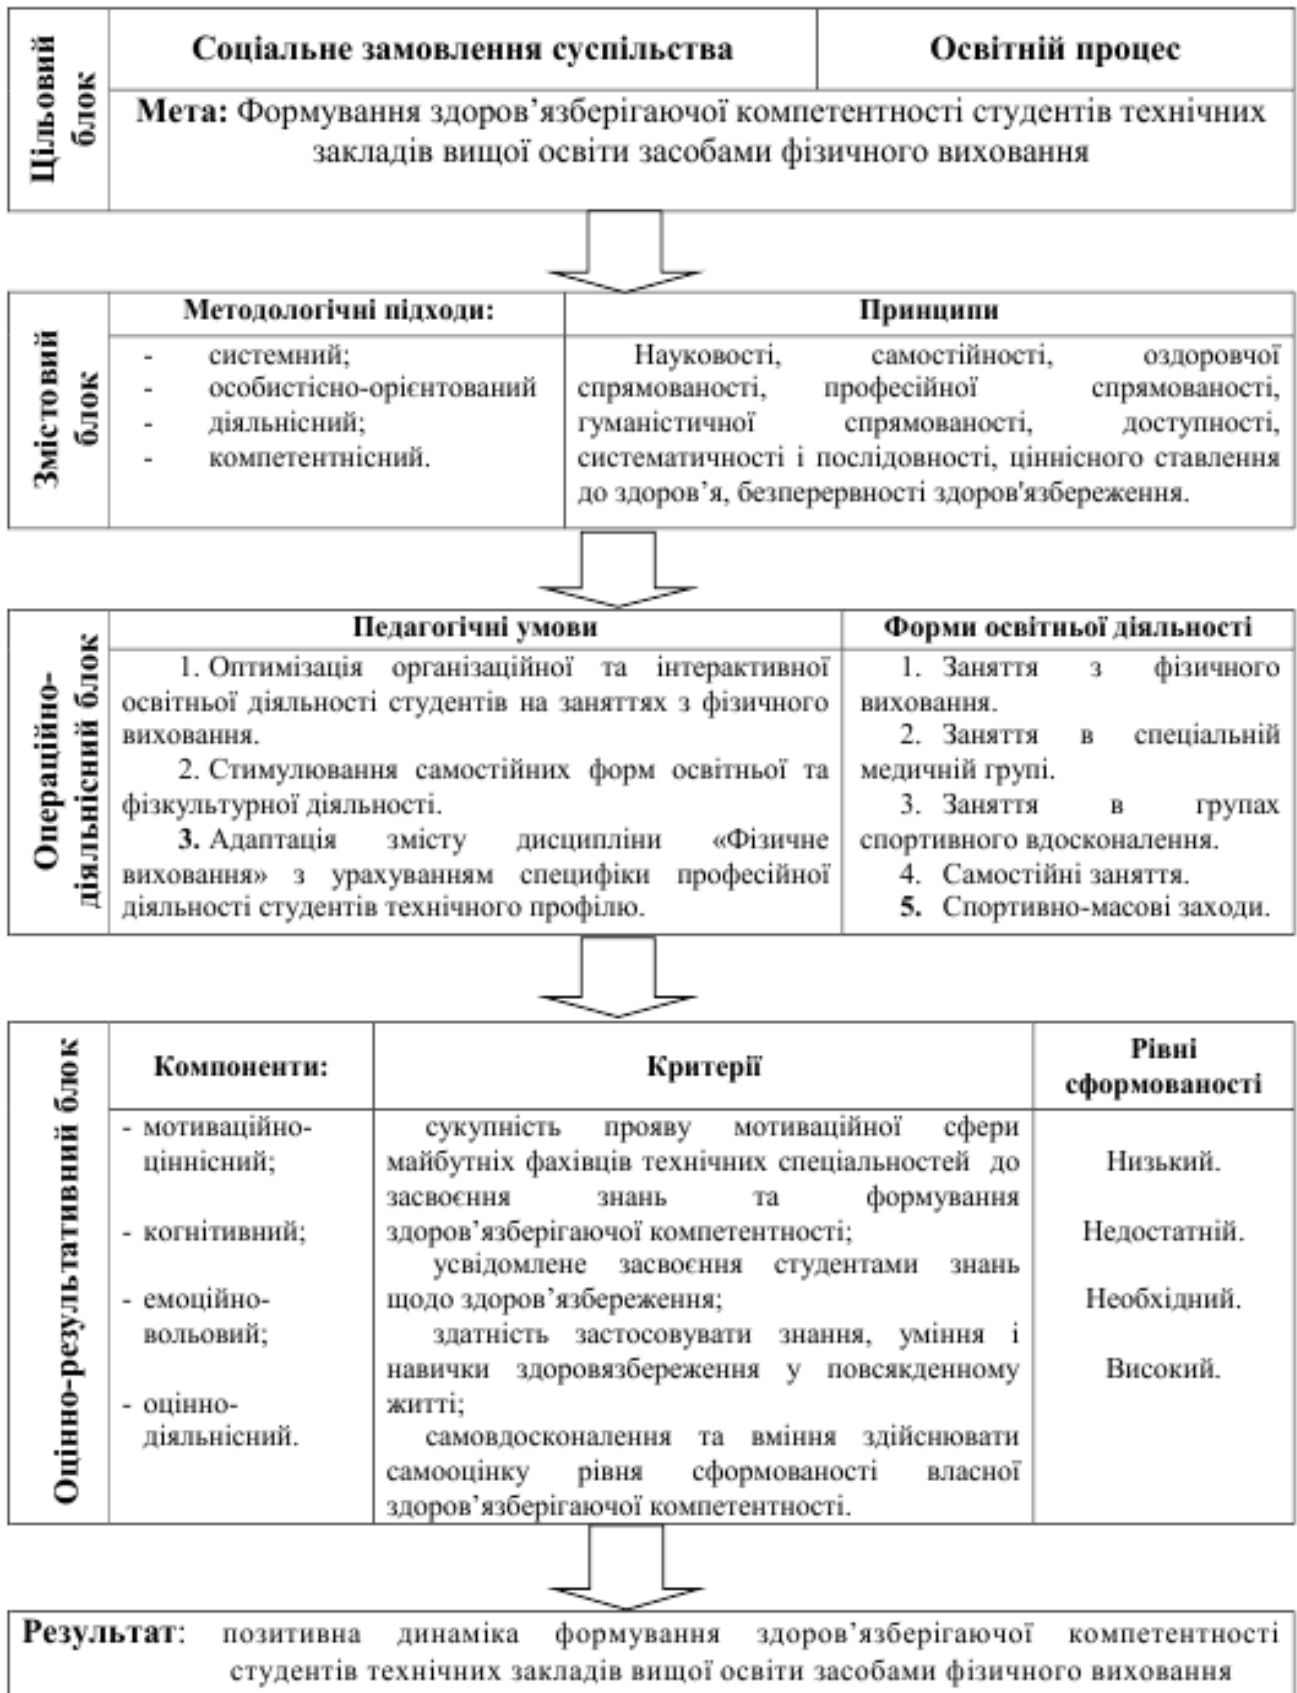 Цільовий
блок
Соціальне замовлення суспільства
Освітній процес
Мета: Формування здоров’язберігаючої компетентності студентів технічних
закладів вищої освіти засобами фізичного виховання
Змістовий
блок
Методологічні підходи:
- системний;
- особистісно-орієнтований
- діяльнісний;
- компетентнісний.
Принципи
Науковості, самостійності, оздоровчої
спрямованості, професійної спрямованості,
гуманістичної спрямованості, доступності,
систематичності і послідовності, ціннісного ставлення
до здоров’я, безперервності здоров'язбереження.
Операційно-
діяльнісний блок
Педагогічні умови
1. Оптимізація організаційної та інтерактивної
освітньої діяльності студентів на заняттях з фізичного
виховання.
2. Стимулювання самостійних форм освітньої та
фізкультурної діяльності.
3. Адаптація змісту дисципліни «Фізичне
виховання» з урахуванням специфіки професійної
діяльності студентів технічного профілю.
Форми освітньої діяльності
1. Заняття з фізичного
виховання.
2. Заняття в спеціальній
медичній групі.
3. Заняття в групах
спортивного вдосконалення.
4. Самостійні заняття.
5. Спортивно-масові заходи.
Оцінно-результативний блок
Компоненти:
- мотиваційно-
ціннісний;
- когнітивний;
- емоційно-
вольовий;
- оцінно-
діяльнісний.
Критерії
сукупність прояву мотиваційної сфери
майбутніх фахівців технічних спеціальностей до
засвоєння знань та формування
здоров’язберігаючої компетентності;
усвідомлене засвоєння студентами знань
щодо здоров’язбереження;
здатність застосовувати знання, уміння і
навички здоровязбереження у повсякденному
житті;
самовдосконалення та вміння здійснювати
самооцінку рівня сформованості власної
здоров’язберігаючої компетентності.
Рівні
сформованості
Низький.
Недостатній.
Необхідний.
Високий.
Результат: позитивна динаміка формування здоров’язберігаючої компетентності
студентів технічних закладів вищої освіти засобами фізичного виховання